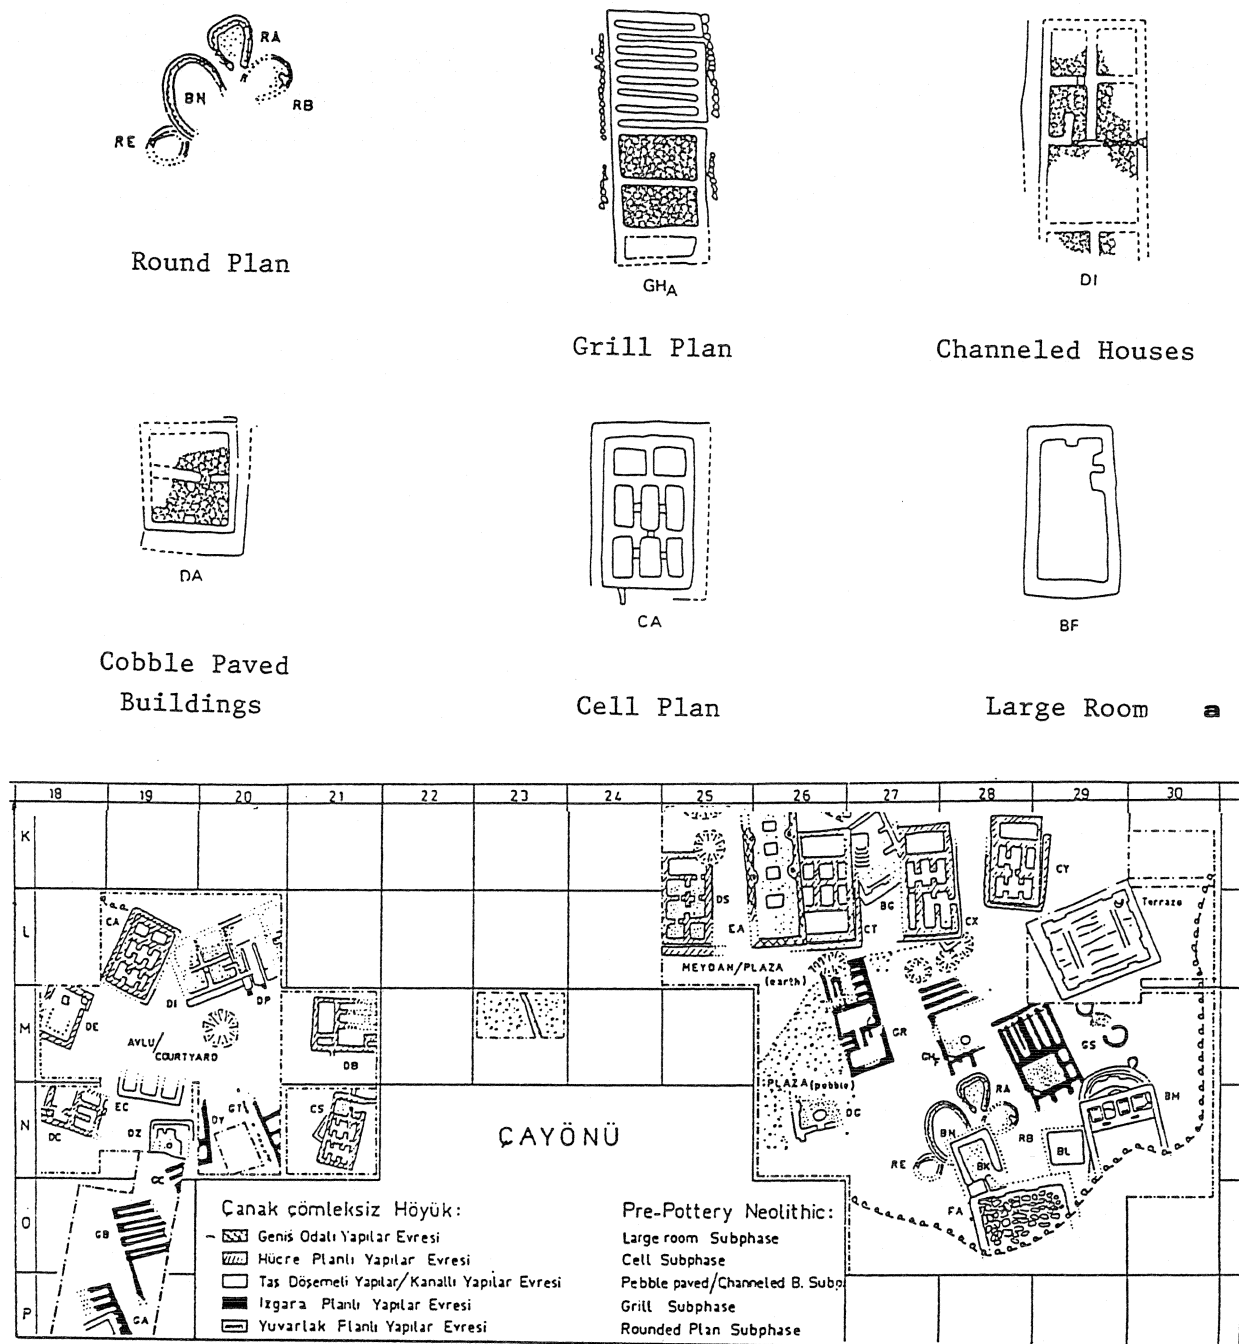 RA
BN
RB
RE
Round Plan
GHA
Grill Plan
DI
Channeled Houses
DA
Cobble Paved
Buildings
CA
Cell Plan
BF
Large Room a
18 19 20 21 22 23 24 25 26 27 28 29 30
K
L
M
N
O
P
CA
DI
DP
DE
AVLU/
COURTYARD
DB
EC
DZ
DY
GT
CS
DC
GC
GB
GA
DS
EA
CT
BG
CX
CY
Terrazo
MEYDAN/PLAZA
(earth)
GR
GS
PLAZA (pebble)
DG
RA
BN
RB
RE
BK
BL
BM
FA
ÇAYÖNÜ
Çanak çömleksiz Höyük:
Geniş Odalı Yapılar Evresi
Hücre Planlı Yapılar Evresi
Taş Döşemeli Yapılar/Kanallı Yapılar Evresi
Izgara Planlı Yapılar Evresi
Yuvarlak Planlı Yapılar Evresi
Pre-Pottery Neolithic:
Large room Subphase
Cell Subphase
Pebble paved/Channeled B. Subp.
Grill Subphase
Rounded Plan Subphase